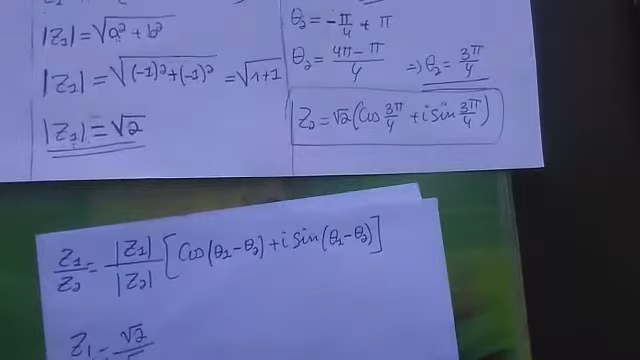 |Z₁| = √a² + b²
|Z₁| = √(-1)² + (-1)² = √1+1
|Z₁| = √2
θ₂ = -π/4 + π
θ₂ = 4π - π/4 ⇒ θ₂ = 3π/4
Z₂ = √2 (Cos 3π/4 + i Sin 3π/4)
Z₁/Z₂ = |Z₁|/|Z₂| [Cos(θ₁-θ₂) + i Sin(θ₁-θ₂)]
Z₁ = √2